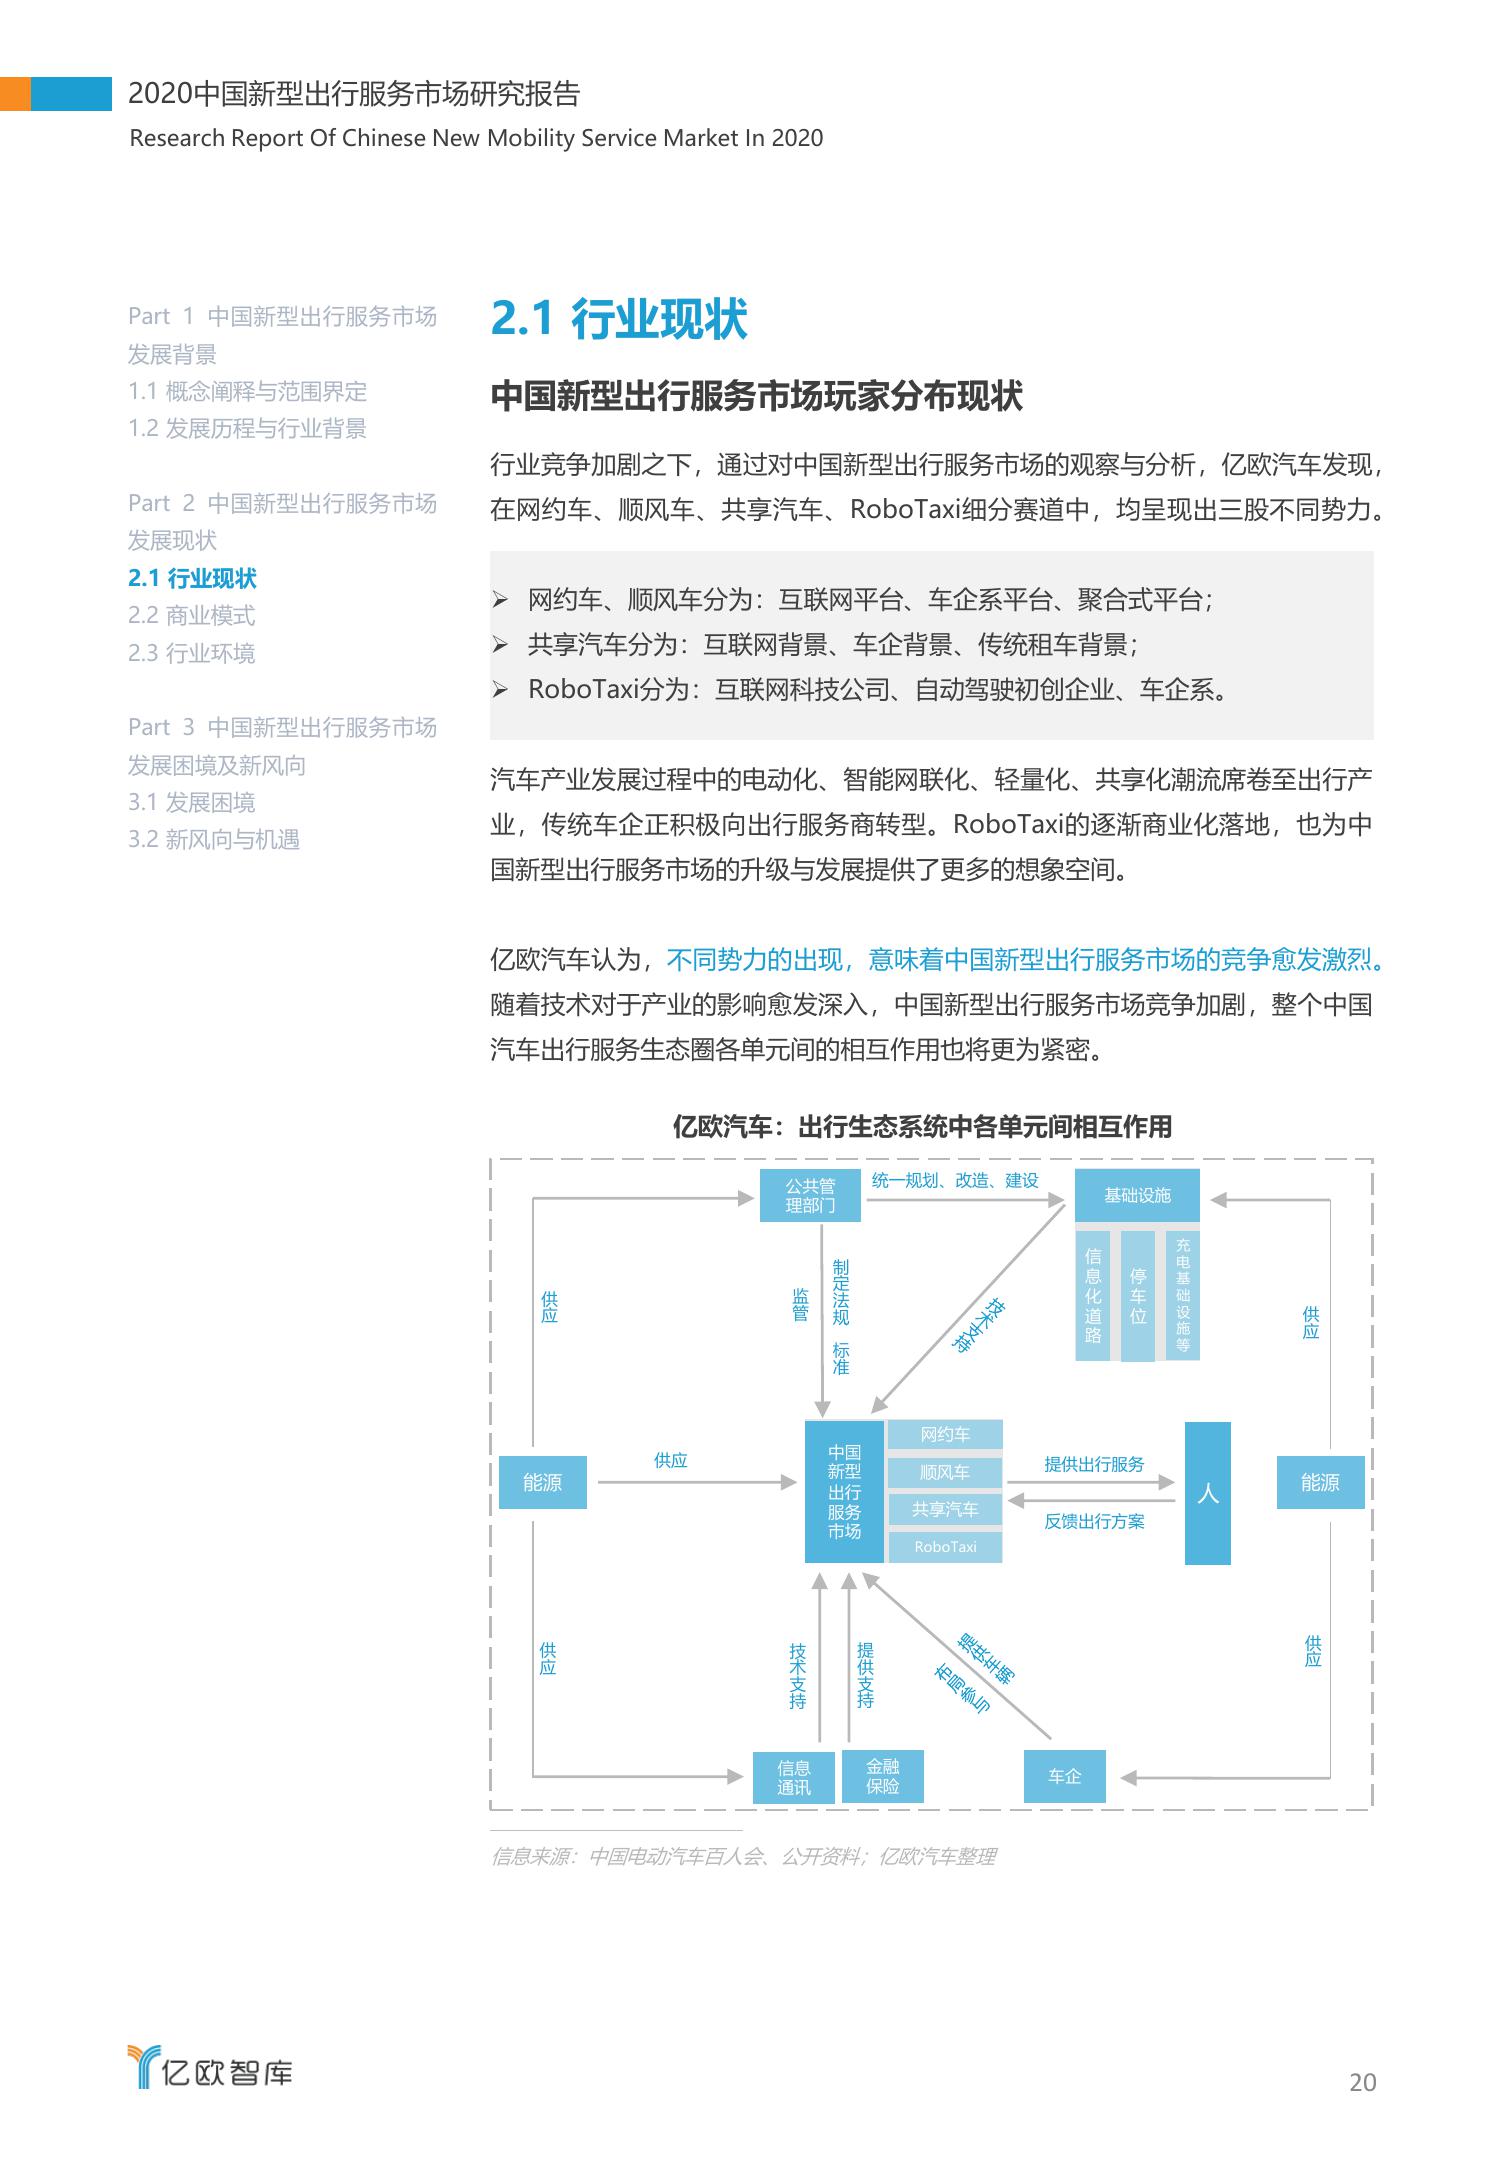 2020中国新型出行服务市场研究报告
Research Report Of Chinese New Mobility Service Market In 2020
Part 1 中国新型出行服务市场
发展背景
1.1 概念阐释与范围界定
1.2 发展历程与行业背景
Part 2 中国新型出行服务市场
发展现状
2.1 行业现状
2.2 商业模式
2.3 行业环境
Part 3 中国新型出行服务市场
发展困境及新风向
3.1 发展困境
3.2 新风向与机遇
2.1 行业现状
中国新型出行服务市场玩家分布现状
行业竞争加剧之下，通过对中国新型出行服务市场的观察与分析，亿欧汽车发现，
在网约车、顺风车、共享汽车、RoboTaxi细分赛道中，均呈现出三股不同势力。
➢ 网约车、顺风车分为：互联网平台、车企系平台、聚合式平台；
➢ 共享汽车分为：互联网背景、车企背景、传统租车背景；
➢ RoboTaxi分为：互联网科技公司、自动驾驶初创企业、车企系。
汽车产业发展过程中的电动化、智能网联化、轻量化、共享化潮流席卷至出行产
业，传统车企正积极向出行服务商转型。RoboTaxi的逐渐商业化落地，也为中
国新型出行服务市场的升级与发展提供了更多的想象空间。
亿欧汽车认为，不同势力的出现，意味着中国新型出行服务市场的竞争愈发激烈。
随着技术对于产业的影响愈发深入，中国新型出行服务市场竞争加剧，整个中国
汽车出行服务生态圈各单元间的相互作用也将更为紧密。
亿欧汽车：出行生态系统中各单元间相互作用
公共管
理部门
统一规划、改造、建设
基础设施
信息化道路
停车位
充电基础设施等
供应
监管
制定法规 标准
技术支持
供应
能源
供应
中国
新型
出行
服务
市场
网约车
顺风车
共享汽车
RoboTaxi
提供出行服务
反馈出行方案
人
能源
供应
技术支持
提供支持
提供车辆
布局参与
供应
信息
通讯
金融
保险
车企
信息来源：中国电动汽车百人会、公开资料；亿欧汽车整理
亿欧智库
20